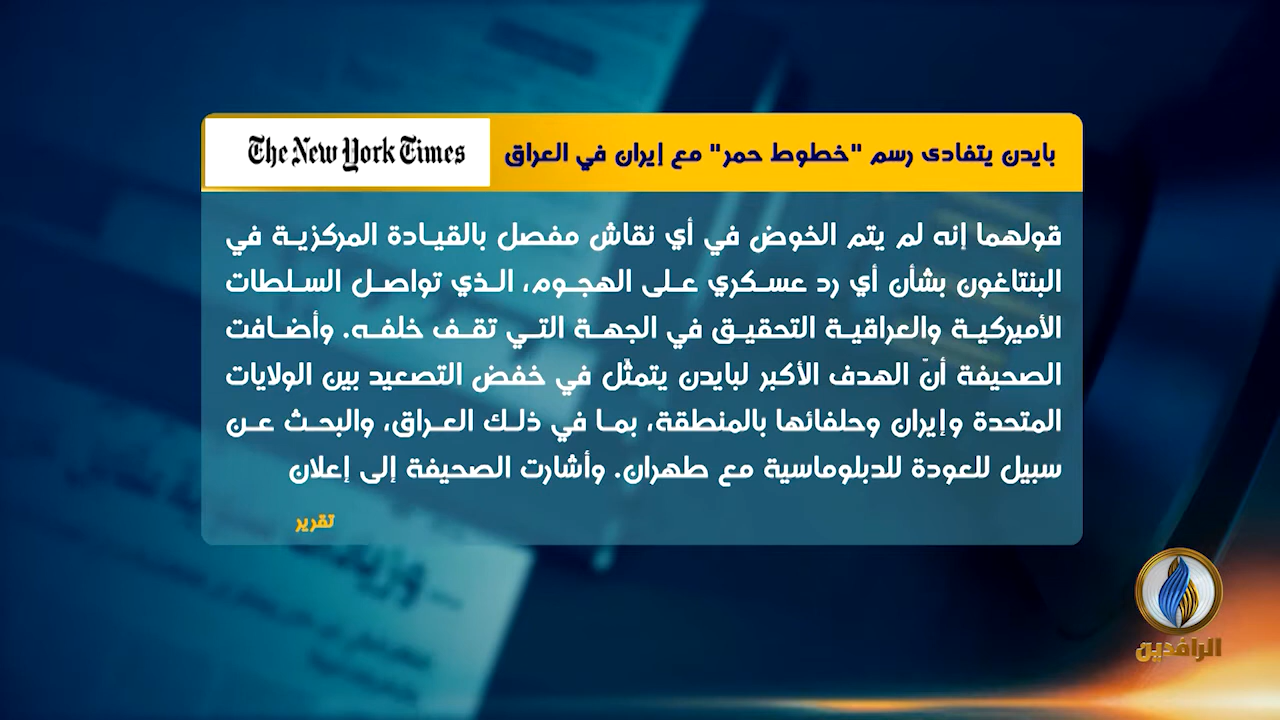 بايدن يتفادى رسم "خطوط حمر" مع إيران في العراق
The New York Times
قولهما إنه لم يتم الخوض في أي نقاش مفصل بالقيادة المركزية في
البنتاغون بشأن أي رد عسكري على الهجوم، الذي تواصل السلطات
الأميركية والعراقية التحقيق في الجهة التي تقف خلفه. وأضافت
الصحيفة أنّ الهدف الأكبر لبايدن يتمثّل في خفض التصعيد بين الولايات
المتحدة وإيران وحلفائها بالمنطقة، بما في ذلك العراق، والبحث عن
سبيل للعودة للدبلوماسية مع طهران. وأشارت الصحيفة إلى إعلان
تقرير
الرافدين